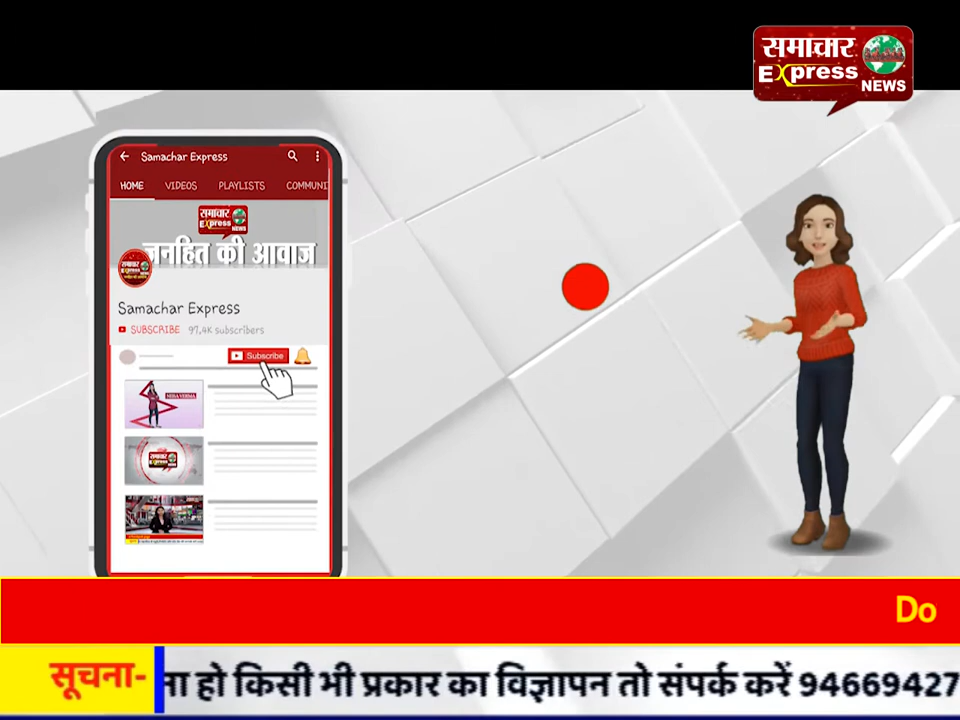 समाचार
Express
NEWS
Samachar Express
HOME VIDEOS PLAYLISTS COMMUNI
समाचार
Express
NEWS
जनहित की आवाज
Samachar Express
SUBSCRIBE 97.4K subscribers
Subscribe
Do
सूचना- ना हो किसी भी प्रकार का विज्ञापन तो संपर्क करें 94669427